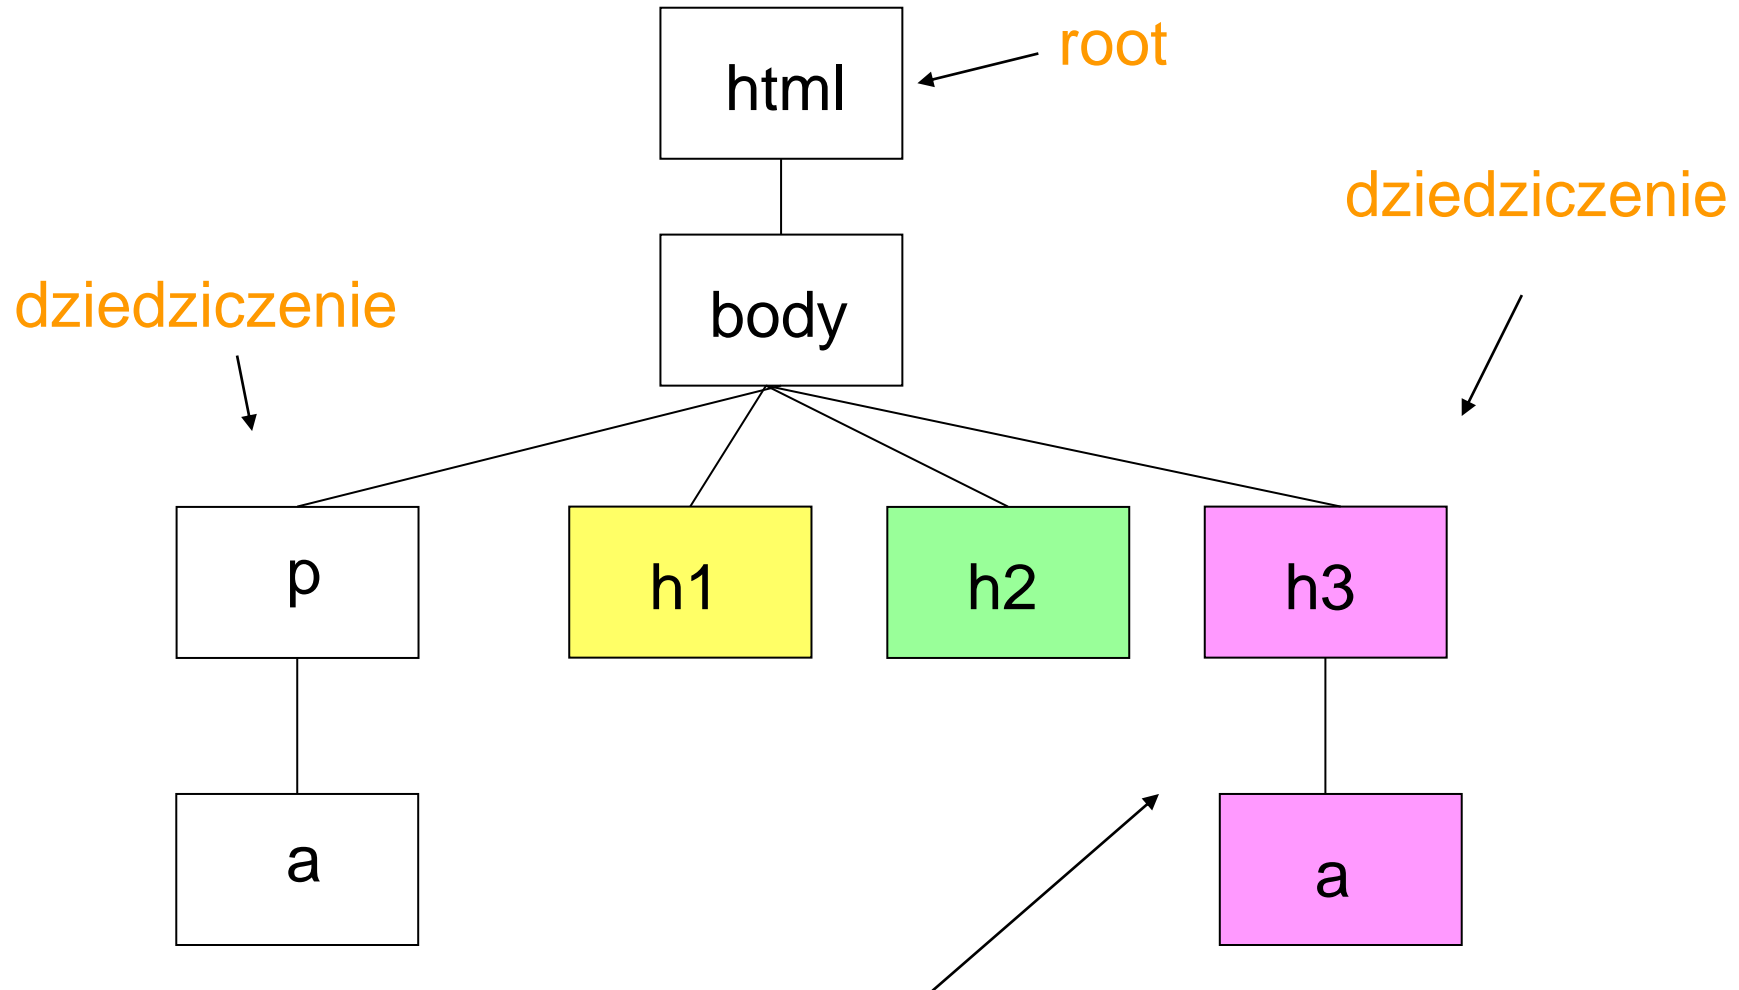 root
html
dziedziczenie
dziedziczenie
body
p
h1
h2
h3
a
a